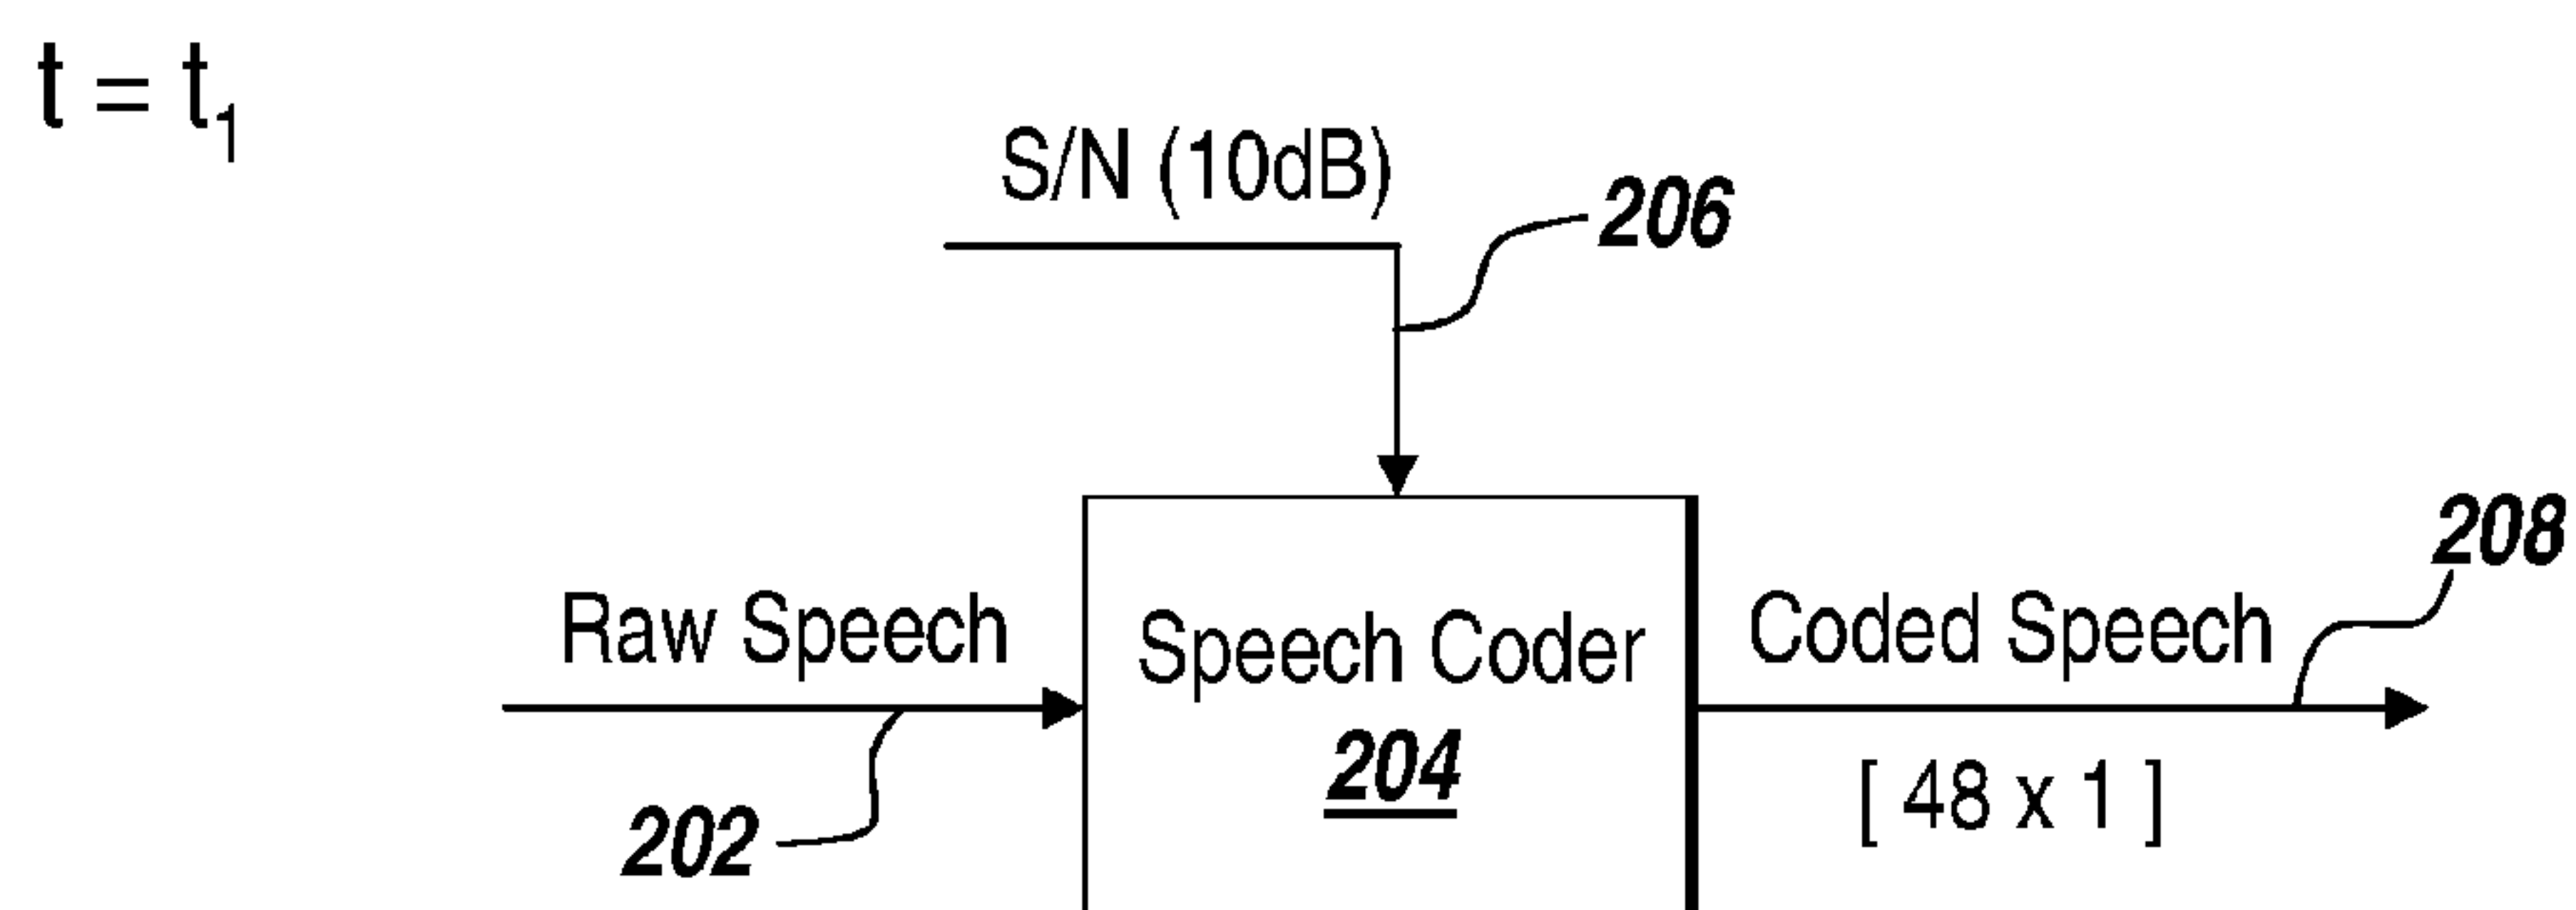 t = t₁
S/N (10dB)
206
208
Raw Speech
Speech Coder
Coded Speech
204
[ 48 x 1 ]
202